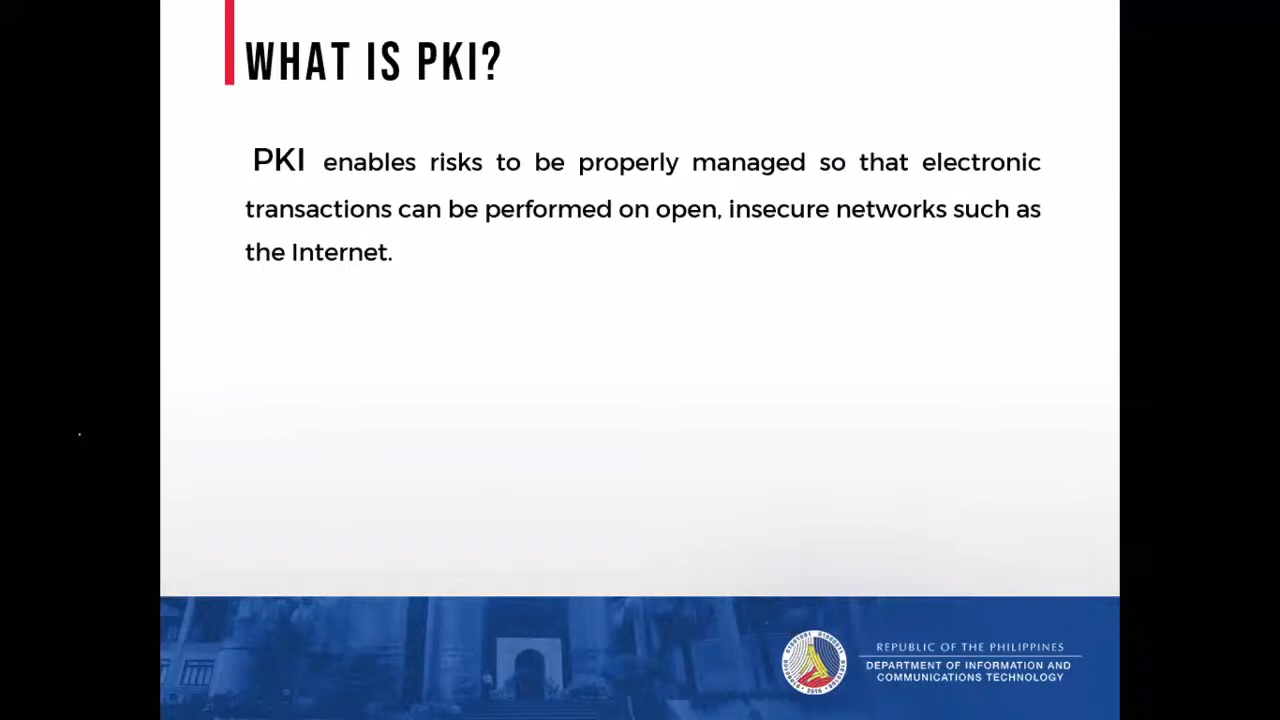 WHAT IS PKI?
PKI enables risks to be properly managed so that electronic
transactions can be performed on open, insecure networks such as
the Internet.
REPUBLIC OF THE PHILIPPINES
DEPARTMENT OF INFORMATION AND
COMMUNICATIONS TECHNOLOGY